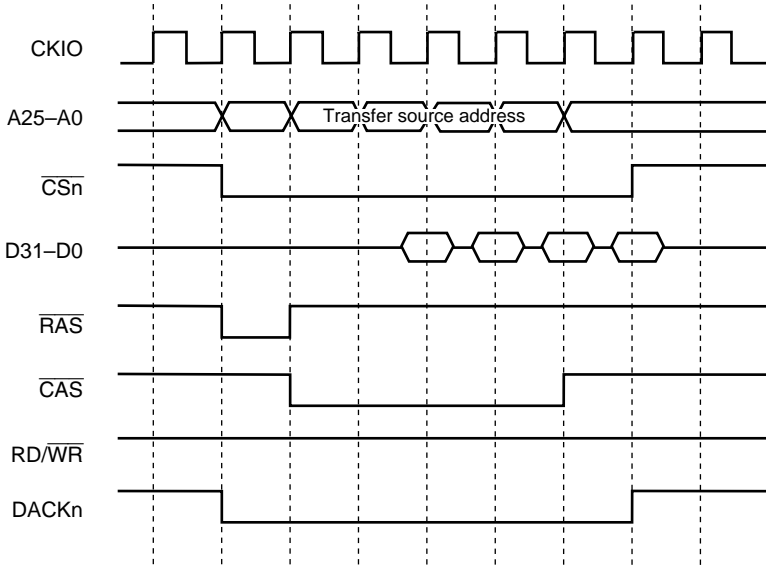 CKIO
A25–A0
Transfer source address
CSn
D31–D0
RAS
CAS
RD/WR
DACKn